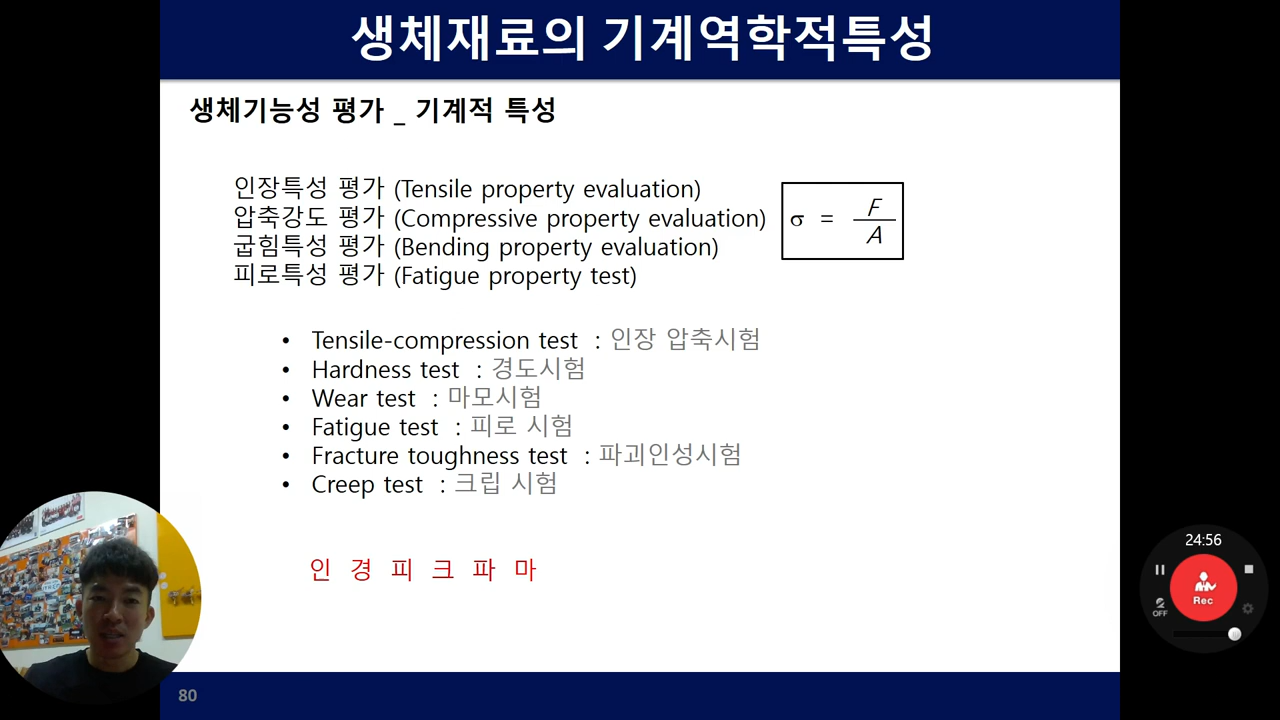 생체재료의 기계역학적특성
생체기능성 평가 _ 기계적 특성
인장특성 평가 (Tensile property evaluation)
압축강도 평가 (Compressive property evaluation)
굽힘특성 평가 (Bending property evaluation)
피로특성 평가 (Fatigue property test)
σ = F / A
• Tensile-compression test : 인장 압축시험
• Hardness test : 경도시험
• Wear test : 마모시험
• Fatigue test : 피로 시험
• Fracture toughness test : 파괴인성시험
• Creep test : 크립 시험
인 경 피 크 파 마
24:56
Rec
OFF
80